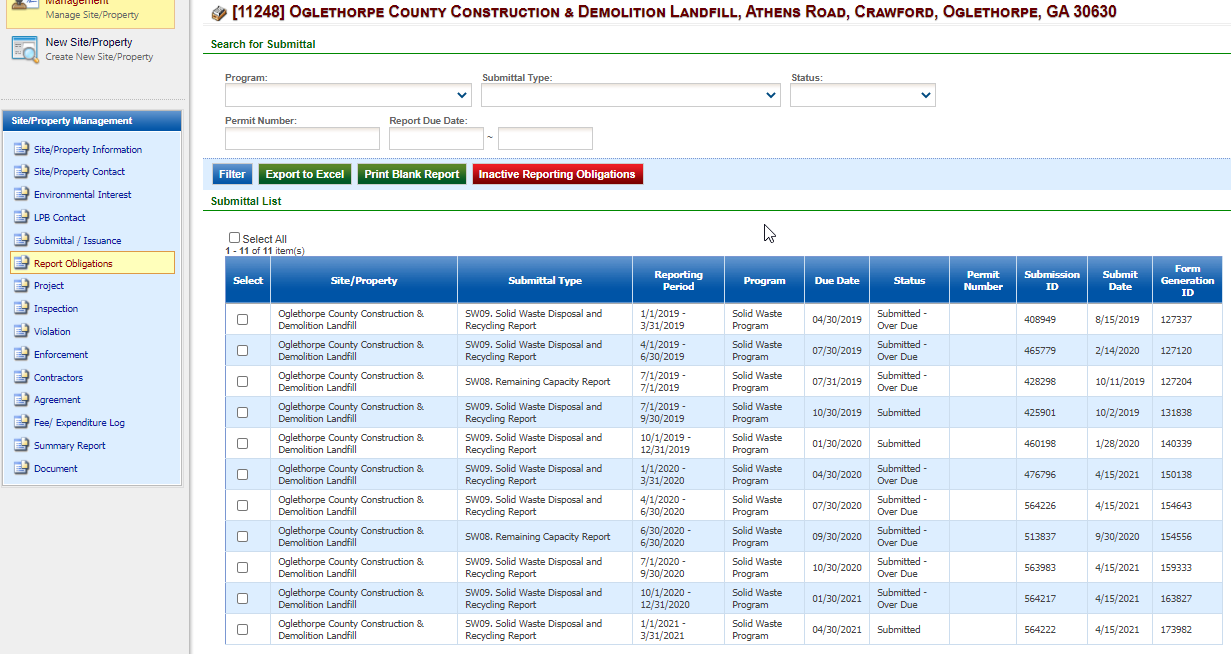 Management
Manage Site/Property
New Site/Property
Create New Site/Property
Site/Property Management
Site/Property Information
Site/Property Contact
Environmental Interest
LPB Contact
Submittal / Issuance
Report Obligations
Project
Inspection
Violation
Enforcement
Contractors
Agreement
Fee/ Expenditure Log
Summary Report
Document
[11248] Oglethorpe County Construction & Demolition Landfill, Athens Road, Crawford, Oglethorpe, GA 30630
Search for Submittal
Program: Submittal Type: Status:
Permit Number: Report Due Date:
~
Filter Export to Excel Print Blank Report Inactive Reporting Obligations
Submittal List
Select All
1 - 11 of 11 item(s)
Select Site/Property Submittal Type Reporting Period Program Due Date Status Permit Number Submission ID Submit Date Form Generation ID
Oglethorpe County Construction & Demolition Landfill SW09. Solid Waste Disposal and Recycling Report 1/1/2019 - 3/31/2019 Solid Waste Program 04/30/2019 Submitted - Over Due 408949 8/15/2019 127337
Oglethorpe County Construction & Demolition Landfill SW09. Solid Waste Disposal and Recycling Report 4/1/2019 - 6/30/2019 Solid Waste Program 07/30/2019 Submitted - Over Due 465779 2/14/2020 127120
Oglethorpe County Construction & Demolition Landfill SW08. Remaining Capacity Report 7/1/2019 - 7/1/2019 Solid Waste Program 07/31/2019 Submitted - Over Due 428298 10/11/2019 127204
Oglethorpe County Construction & Demolition Landfill SW09. Solid Waste Disposal and Recycling Report 7/1/2019 - 9/30/2019 Solid Waste Program 10/30/2019 Submitted 425901 10/2/2019 131838
Oglethorpe County Construction & Demolition Landfill SW09. Solid Waste Disposal and Recycling Report 10/1/2019 - 12/31/2019 Solid Waste Program 01/30/2020 Submitted 460198 1/28/2020 140339
Oglethorpe County Construction & Demolition Landfill SW09. Solid Waste Disposal and Recycling Report 1/1/2020 - 3/31/2020 Solid Waste Program 04/30/2020 Submitted - Over Due 476796 4/15/2021 150138
Oglethorpe County Construction & Demolition Landfill SW09. Solid Waste Disposal and Recycling Report 4/1/2020 - 6/30/2020 Solid Waste Program 07/30/2020 Submitted - Over Due 564226 4/15/2021 154643
Oglethorpe County Construction & Demolition Landfill SW08. Remaining Capacity Report 6/30/2020 - 6/30/2020 Solid Waste Program 09/30/2020 Submitted - Over Due 513837 9/30/2020 154556
Oglethorpe County Construction & Demolition Landfill SW09. Solid Waste Disposal and Recycling Report 7/1/2020 - 9/30/2020 Solid Waste Program 10/30/2020 Submitted - Over Due 563983 4/15/2021 159333
Oglethorpe County Construction & Demolition Landfill SW09. Solid Waste Disposal and Recycling Report 10/1/2020 - 12/31/2020 Solid Waste Program 01/30/2021 Submitted - Over Due 564217 4/15/2021 163827
Oglethorpe County Construction & Demolition Landfill SW09. Solid Waste Disposal and Recycling Report 1/1/2021 - 3/31/2021 Solid Waste Program 04/30/2021 Submitted 564222 4/15/2021 173982